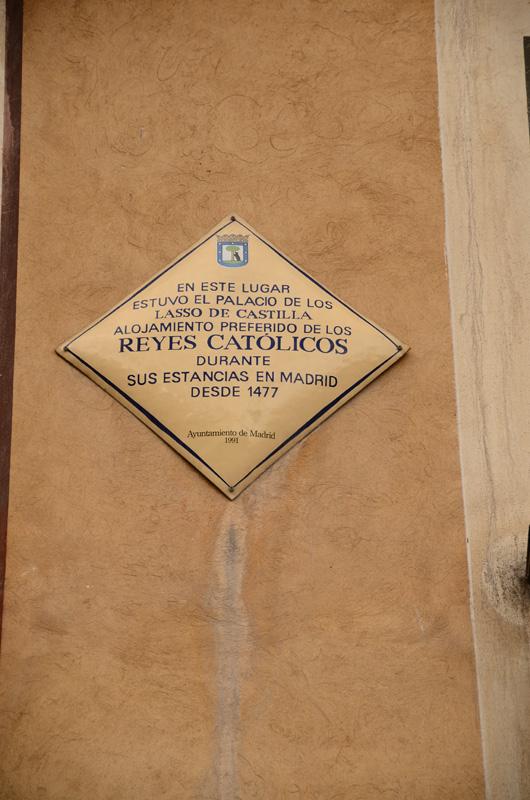 EN ESTE LUGAR
ESTUVO EL PALACIO DE LOS
LASSO DE CASTILLA
ALOJAMIENTO PREFERIDO DE LOS
REYES CATÓLICOS
DURANTE
SUS ESTANCIAS EN MADRID
DESDE 1477
Ayuntamiento de Madrid
1991